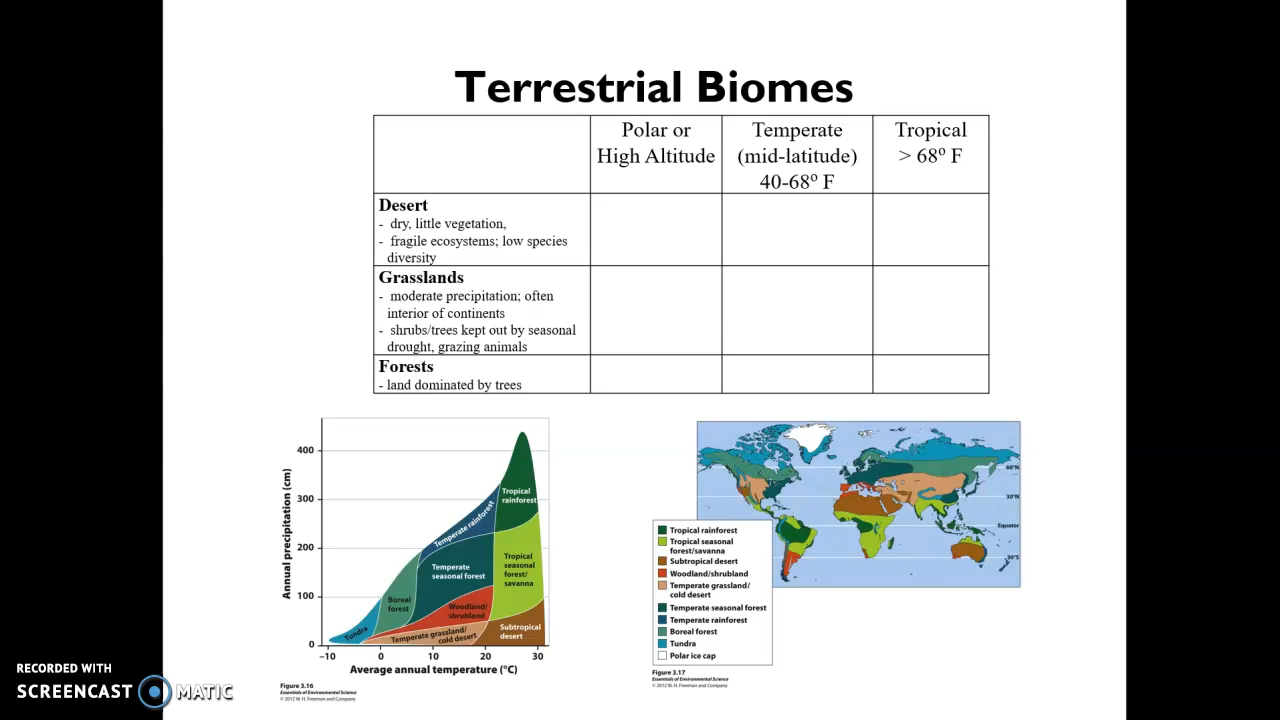 Terrestrial Biomes
Polar or
High Altitude
Temperate
(mid-latitude)
40-68º F
Tropical
> 68º F
Desert
- dry, little vegetation,
- fragile ecosystems; low species
diversity
Grasslands
- moderate precipitation; often
interior of continents
- shrubs/trees kept out by seasonal
drought, grazing animals
Forests
- land dominated by trees
Annual precipitation (cm)
400
300
200
100
0
Tropical
rainforest
Temperate rainforest
Temperate
seasonal forest
Tropical
seasonal
forest/
savanna
Boreal
forest
Woodland/
shrubland
Tundra
Temperate grassland/
cold desert
Subtropical
desert
–10
0
10
20
30
Average annual temperature (°C)
Figure 3.16
Essentials of Environmental Science
© 2012 W. H. Freeman and Company
60°N
30°N
Equator
30°S
Tropical rainforest
Tropical seasonal
forest/savanna
Subtropical desert
Woodland/shrubland
Temperate grassland/
cold desert
Temperate seasonal forest
Temperate rainforest
Boreal forest
Tundra
Polar ice cap
Figure 3.17
Essentials of Environmental Science
© 2012 W. H. Freeman and Company
RECORDED WITH
SCREENCAST MATIC